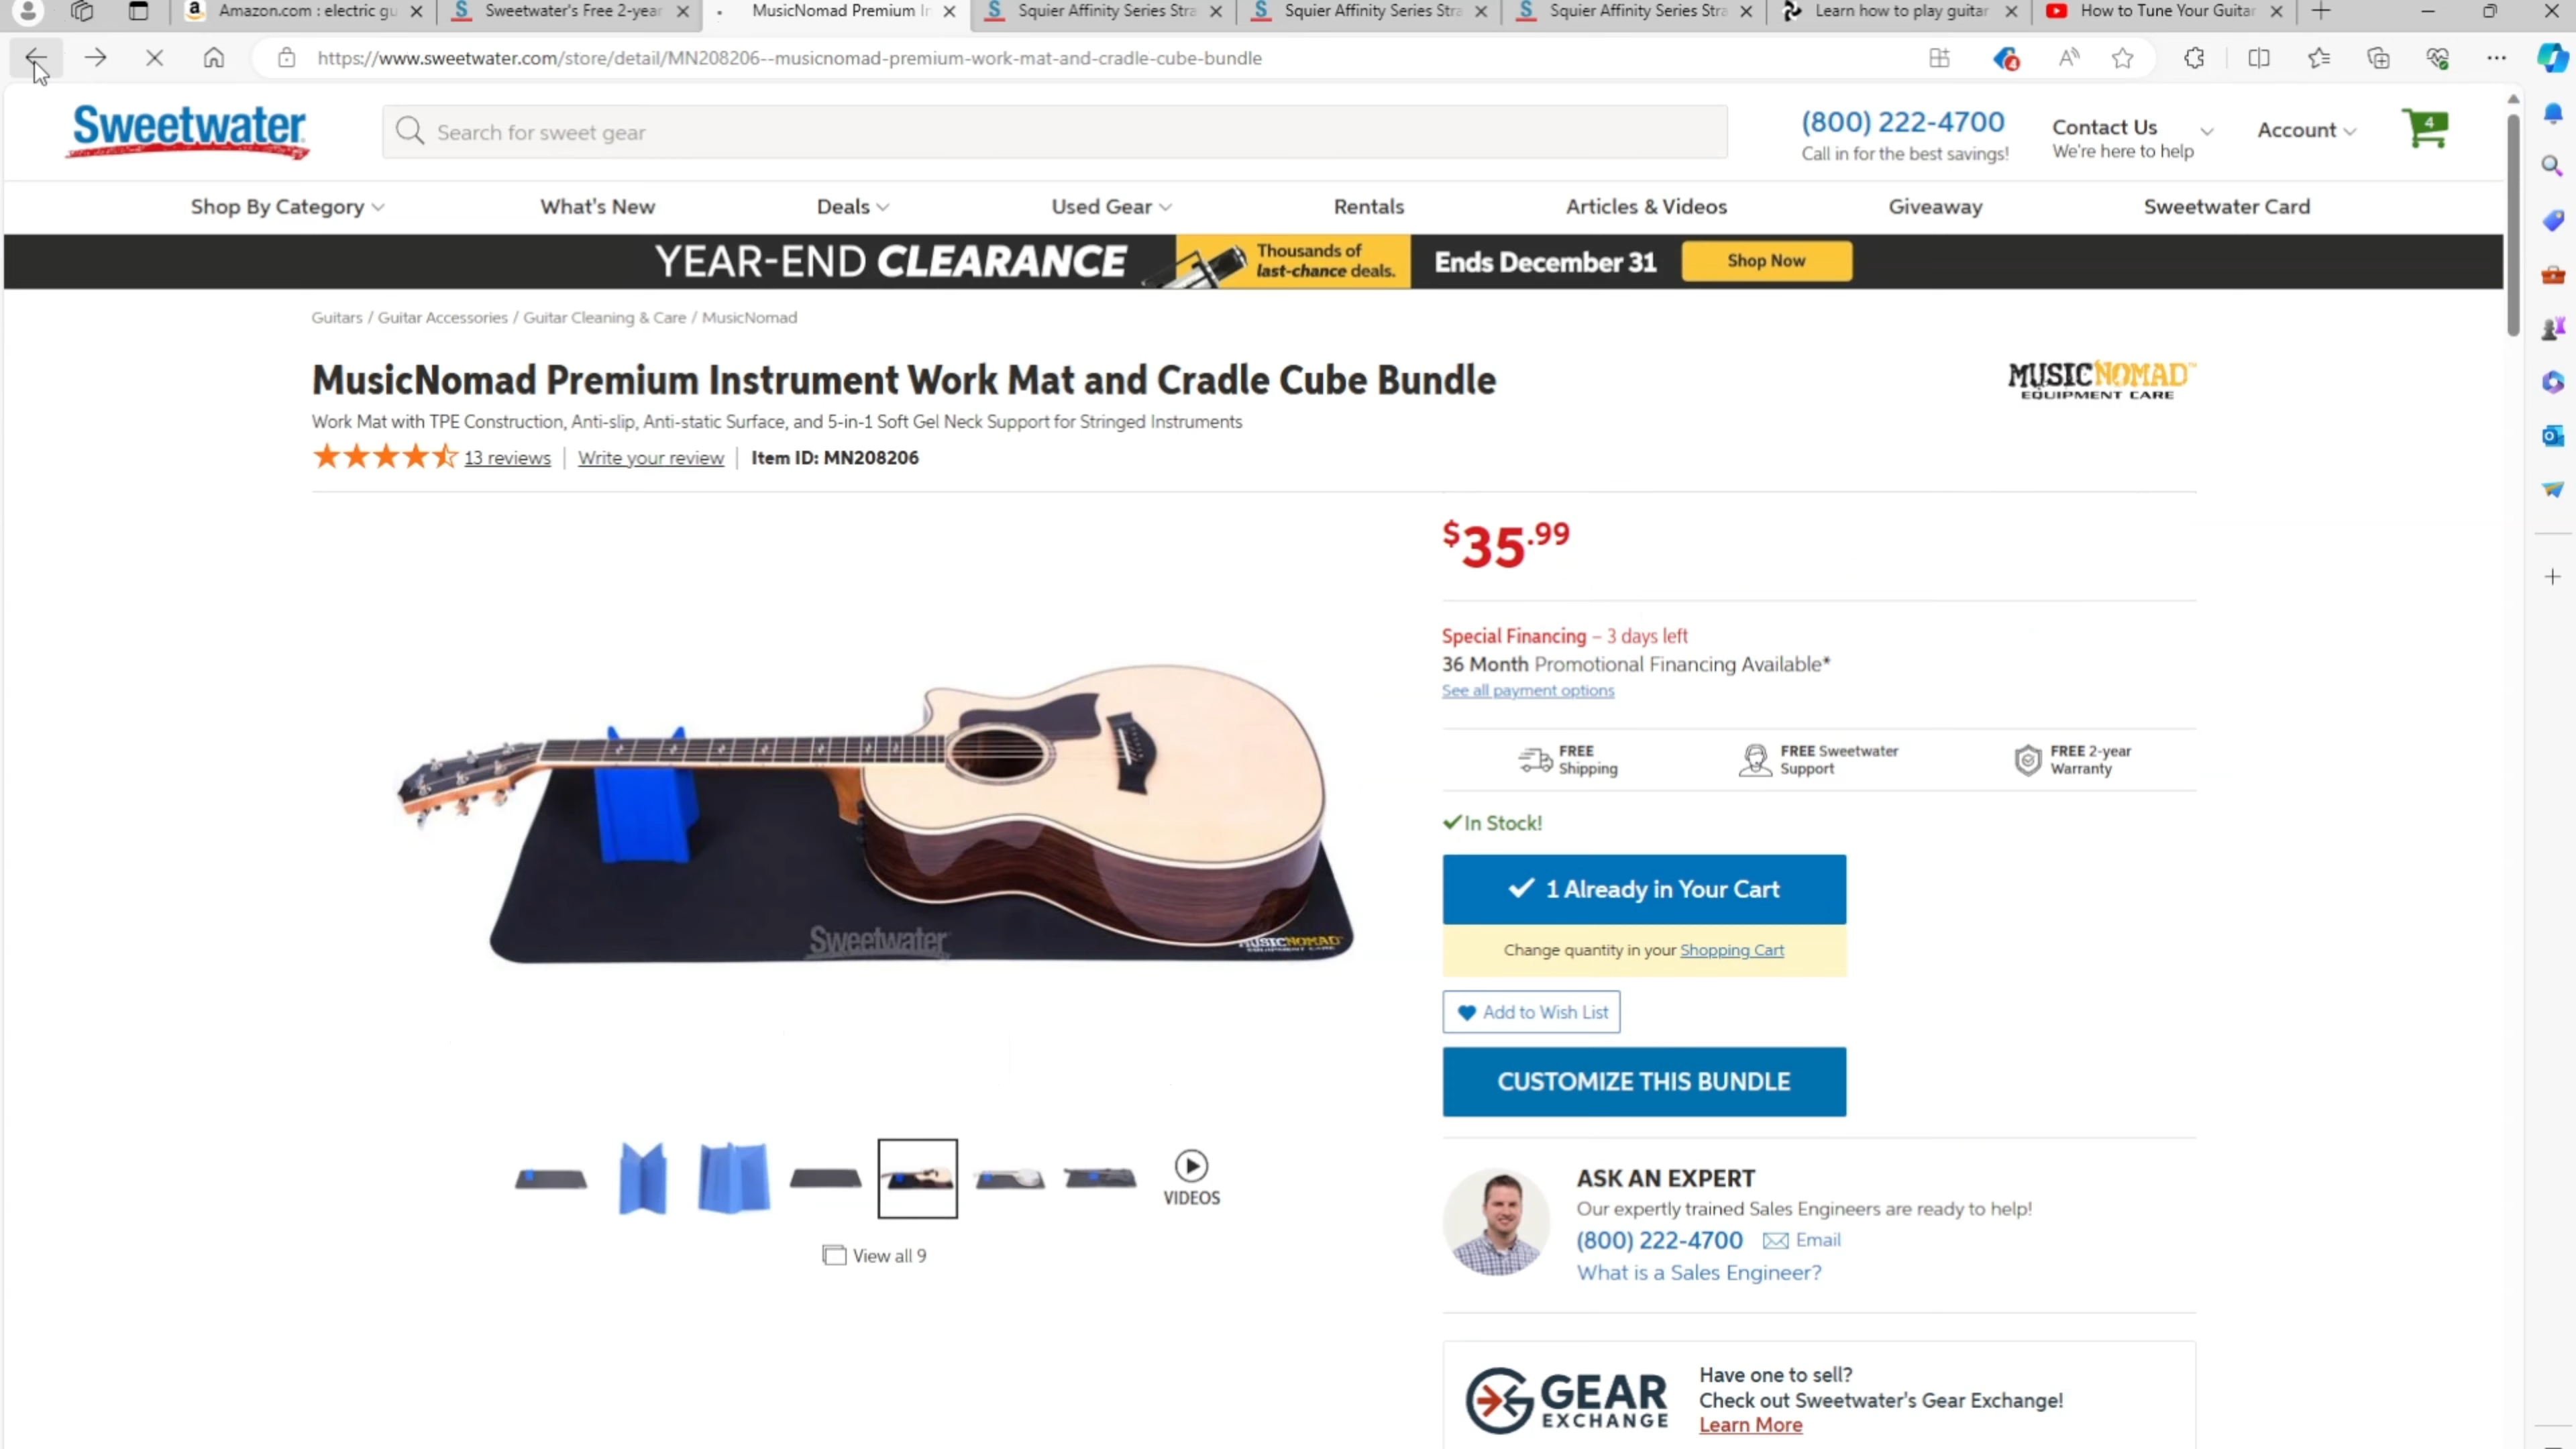 Amazon.com : electric gu
Sweetwater's Free 2-year
MusicNomad Premium In
Squier Affinity Series Stra
Squier Affinity Series Stra
Squier Affinity Series Stra
Learn how to play guitar
How to Tune Your Guitar
https://www.sweetwater.com/store/detail/MN208206--musicnomad-premium-work-mat-and-cradle-cube-bundle
4
Sweetwater
Search for sweet gear
(800) 222-4700
Call in for the best savings!
Contact Us
We're here to help
Account
4
Shop By Category
What's New
Deals
Used Gear
Rentals
Articles & Videos
Giveaway
Sweetwater Card
YEAR-END CLEARANCE
Thousands of
last-chance deals.
Ends December 31
Shop Now
Guitars / Guitar Accessories / Guitar Cleaning & Care / MusicNomad
MusicNomad Premium Instrument Work Mat and Cradle Cube Bundle
MUSICNOMAD
EQUIPMENT CARE
Work Mat with TPE Construction, Anti-slip, Anti-static Surface, and 5-in-1 Soft Gel Neck Support for Stringed Instruments
13 reviews
Write your review
Item ID: MN208206
$35.99
Special Financing – 3 days left
36 Month Promotional Financing Available*
See all payment options
FREE
Shipping
FREE Sweetwater
Support
FREE 2-year
Warranty
In Stock!
1 Already in Your Cart
Change quantity in your Shopping Cart
Add to Wish List
CUSTOMIZE THIS BUNDLE
Sweetwater
MUSICNOMAD
EQUIPMENT CARE
VIDEOS
View all 9
ASK AN EXPERT
Our expertly trained Sales Engineers are ready to help!
(800) 222-4700
Email
What is a Sales Engineer?
GEAR
EXCHANGE
Have one to sell?
Check out Sweetwater's Gear Exchange!
Learn More